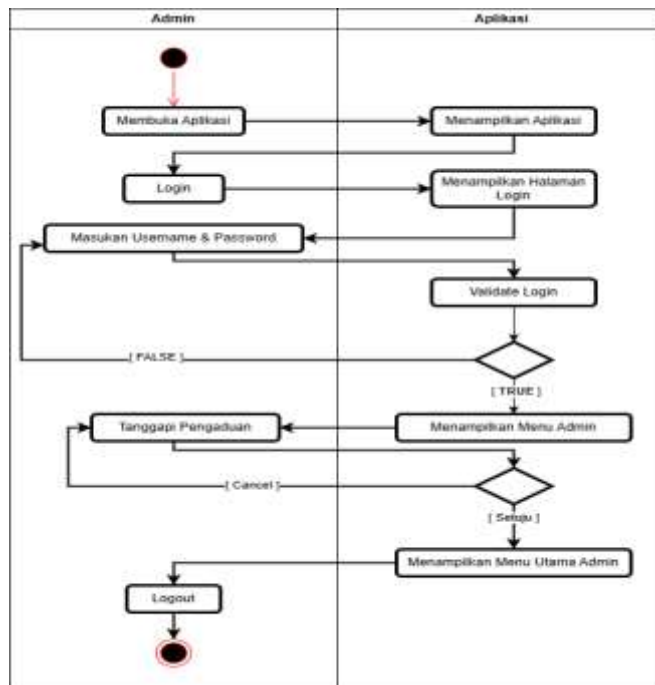 Admin
Aplikasi
Membuka Aplikasi
Menampilkan Aplikasi
Login
Menampilkan Halaman
Login
Masukan Username & Password
Validate Login
[ FALSE ]
[ TRUE ]
Tanggapi Pengaduan
Menampilkan Menu Admin
[ Cancel ]
[ Setuju ]
Menampilkan Menu Utama Admin
Logout